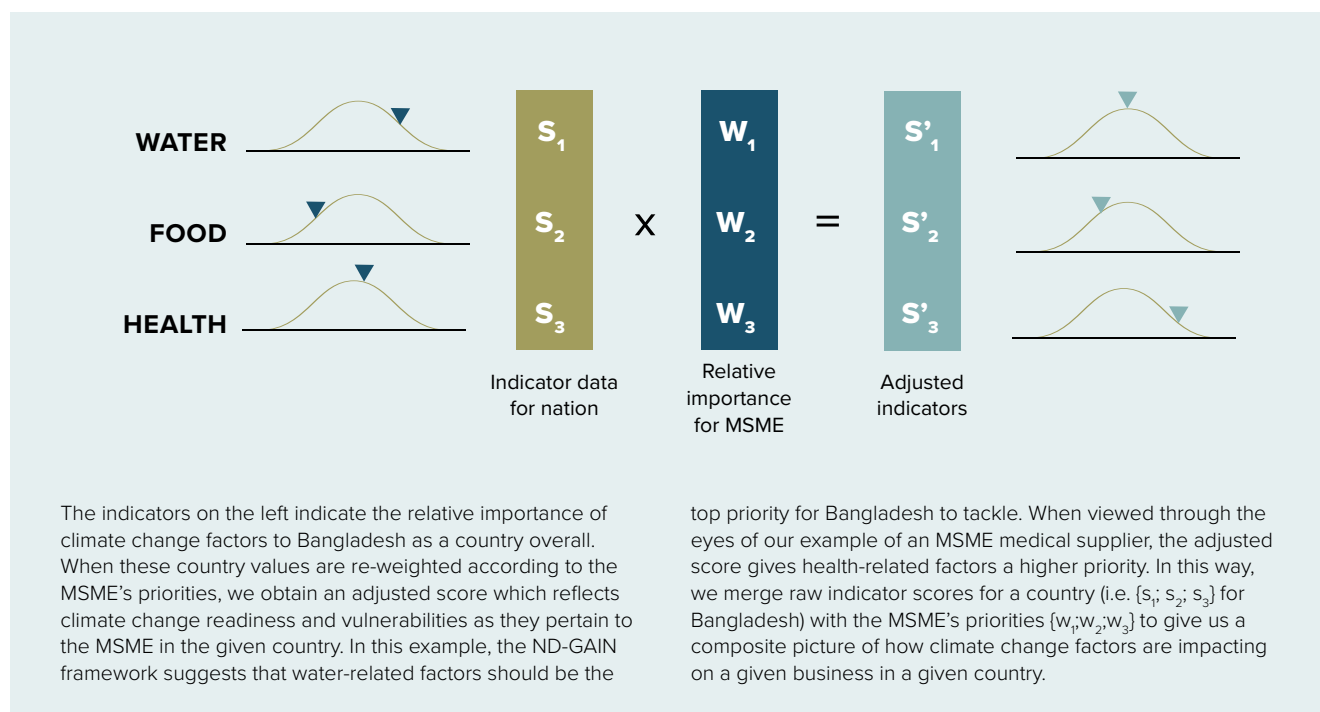 WATER
FOOD
HEALTH
S1
S2
S3
x
W1
W2
W3
=
S’1
S’2
S’3
Indicator data
for nation
Relative
importance
for MSME
Adjusted
indicators
The indicators on the left indicate the relative importance of
climate change factors to Bangladesh as a country overall.
When these country values are re-weighted according to the
MSME’s priorities, we obtain an adjusted score which reflects
climate change readiness and vulnerabilities as they pertain to
the MSME in the given country. In this example, the ND-GAIN
framework suggests that water-related factors should be the
top priority for Bangladesh to tackle. When viewed through the
eyes of our example of an MSME medical supplier, the adjusted
score gives health-related factors a higher priority. In this way,
we merge raw indicator scores for a country (i.e. {s1; s2; s3} for
Bangladesh) with the MSME’s priorities {w1;w2;w3} to give us a
composite picture of how climate change factors are impacting
on a given business in a given country.